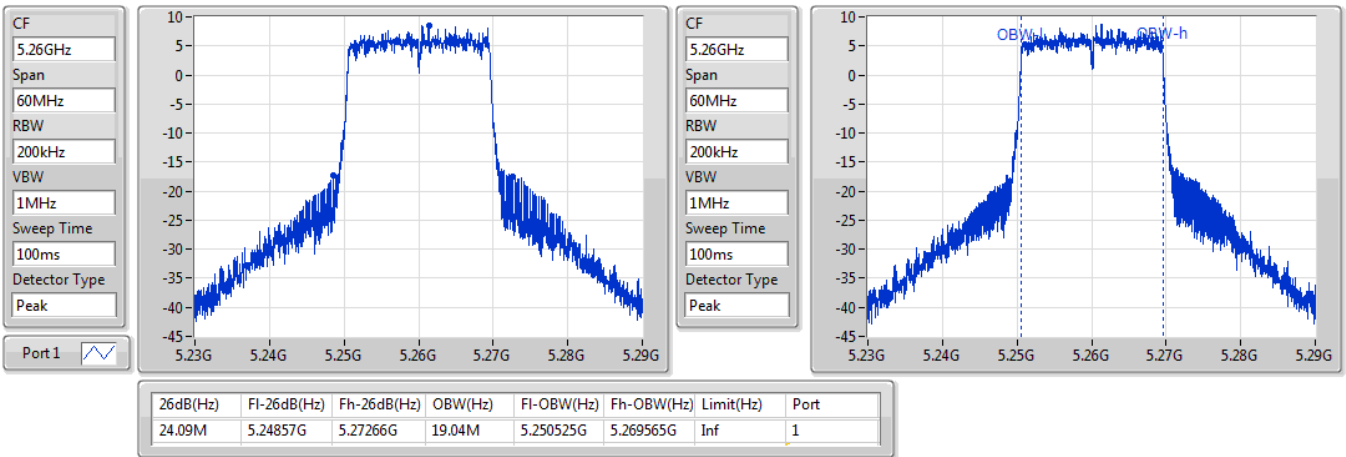 CF
5.26GHz
Span
60MHz
RBW
200kHz
VBW
1MHz
Sweep Time
100ms
Detector Type
Peak
Port 1
10
5
0
-5
-10
-15
-20
-25
-30
-35
-40
-45
5.23G 5.24G 5.25G 5.26G 5.27G 5.28G 5.29G
CF
5.26GHz
Span
60MHz
RBW
200kHz
VBW
1MHz
Sweep Time
100ms
Detector Type
Peak
10
5
0
-5
-10
-15
-20
-25
-30
-35
-40
-45
OBW-l OBW-h
5.23G 5.24G 5.25G 5.26G 5.27G 5.28G 5.29G
26dB(Hz) Fl-26dB(Hz) Fh-26dB(Hz) OBW(Hz) Fl-OBW(Hz) Fh-OBW(Hz) Limit(Hz) Port
24.09M 5.24857G 5.27266G 19.04M 5.250525G 5.269565G Inf 1